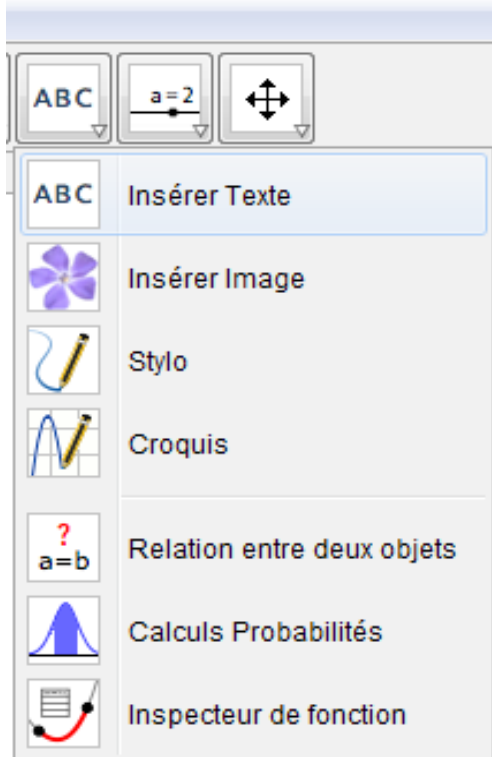 ABC
a=2
ABC
Insérer Texte
Insérer Image
Stylo
Croquis
?
a=b
Relation entre deux objets
Calculs Probabilités
Inspecteur de fonction